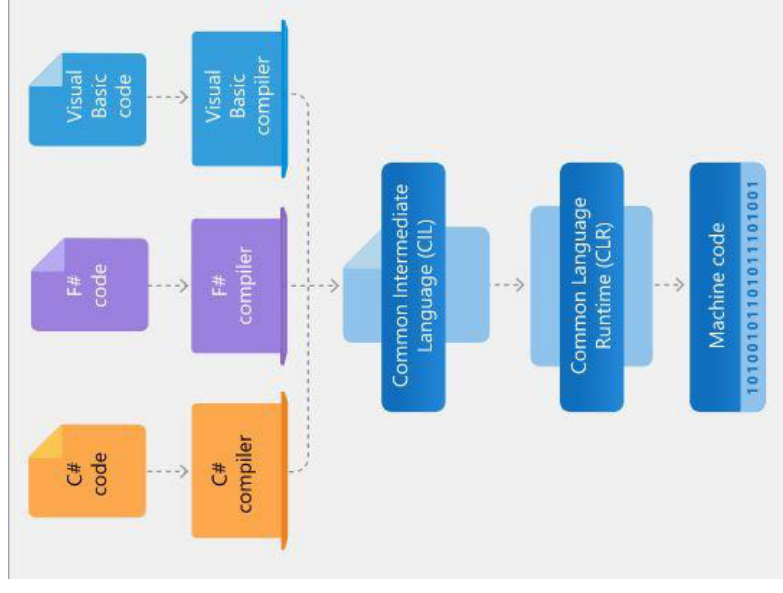 C#
code
F#
code
Visual
Basic
code
C#
compiler
F#
compiler
Visual
Basic
compiler
Common Intermediate
Language (CIL)
Common Language
Runtime (CLR)
Machine code
10100101101011101001